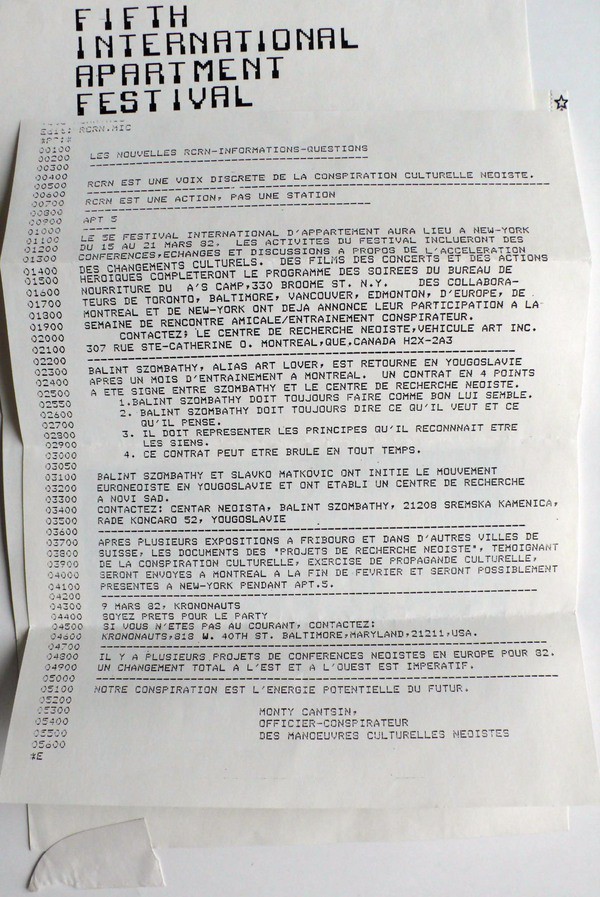 FIFTH
INTERNATIONAL
APARTMENT
FESTIVAL
Edit: RCRN.MIC
*P^:*
00100
00200 LES NOUVELLES RCRN-INFORMATIONS-QUESTIONS
00300 ----------------------------------------
00400
00500 RCRN EST UNE VOIX DISCRETE DE LA CONSPIRATION CULTURELLE NEOISTE.
00600 ----------------------------------------
00700 RCRN EST UNE ACTION, PAS UNE STATION
00800 ----------------------------------------
00900 APT 5
01000 -----
01100 LE 5E FESTIVAL INTERNATIONAL D'APPARTEMENT AURA LIEU A NEW-YORK
01200 DU 15 AU 21 MARS 82. LES ACTIVITES DU FESTIVAL INCLUERONT DES
01300 CONFERENCES,ECHANGES ET DISCUSSIONS A PROPOS DE L'ACCELERATION
01400 DES CHANGEMENTS CULTURELS. DES FILMS DES CONCERTS ET DES ACTIONS
01500 HEROIQUES COMPLETERONT LE PROGRAMME DES SOIREES DU BUREAU DE
01600 NOURRITURE DU A'S CAMP,330 BROOME ST. N.Y. DES COLLABORA-
01700 TEURS DE TORONTO, BALTIMORE, VANCOUVER, EDMONTON, D'EUROPE, DE
01800 MONTREAL ET DE NEW-YORK ONT DEJA ANNONCE LEUR PARTICIPATION A LA
01900 SEMAINE DE RENCONTRE AMICALE/ENTRAINEMENT CONSPIRATEUR.
02000 CONTACTEZ; LE CENTRE DE RECHERCHE NEOISTE,VEHICULE ART INC.
02100 307 RUE STE-CATHERINE O. MONTREAL,QUE,CANADA H2X-2A3
02200 ----------------------------------------
02300 BALINT SZOMBATHY, ALIAS ART LOVER, EST RETOURNE EN YOUGOSLAVIE
02400 APRES UN MOIS D'ENTRAINEMENT A MONTREAL. UN CONTRAT EN 4 POINTS
02500 A ETE SIGNE ENTRE SZOMBATHY ET LE CENTRE DE RECHERCHE NEOISTE.
02550 1.BALINT SZOMBATHY DOIT TOUJOURS FAIRE COMME BON LUI SEMBLE.
02600 2. BALINT SZOMBATHY DOIT TOUJOURS DIRE CE QU'IL VEUT ET CE
02700 QU'IL PENSE.
02800 3. IL DOIT REPRESENTER LES PRINCIPES QU'IL RECONNNAIT ETRE
02900 LES SIENS.
03000 4. CE CONTRAT PEUT ETRE BRULE EN TOUT TEMPS.
03050
03100 BALINT SZOMBATHY ET SLAVKO MATKOVIC ONT INITIE LE MOUVEMENT
03200 EURONEOISTE EN YOUGOSLAVIE ET ONT ETABLI UN CENTRE DE RECHERCHE
03300 A NOVI SAD.
03400 CONTACTEZ: CENTAR NEOISTA, BALINT SZOMBATHY, 21208 SREMSKA KAMENICA,
03500 RADE KONCARO 52, YOUGOSLAVIE
03600 ----------------------------------------
03700 APRES PLUSIEURS EXPOSITIONS A FRIBOURG ET DANS D'AUTRES VILLES DE
03800 SUISSE, LES DOCUMENTS DES "PROJETS DE RECHERCHE NEOISTE", TEMOIGNANT
03900 DE LA CONSPIRATION CULTURELLE, EXERCISE DE PROPAGANDE CULTURELLE,
04000 SERONT ENVOYES A MONTREAL A LA FIN DE FEVRIER ET SERONT POSSIBLEMENT
04100 PRESENTES A NEW-YORK PENDANT APT.5.
04200 ----------------------------------------
04300 9 MARS 82, KRONONAUTS
04400 SOYEZ PRETS POUR LE PARTY
04500 SI VOUS N'ETES PAS AU COURANT, CONTACTEZ:
04600 KRONONAUTS,818 W. 40TH ST. BALTIMORE,MARYLAND,21211,USA.
04700 ----------------------------------------
04800 IL Y A PLUSIEURS PROJETS DE CONFERENCES NEOISTES EN EUROPE POUR 82.
04900 UN CHANGEMENT TOTAL A L'EST ET A L'OUEST EST IMPERATIF.
05000 ----------------------------------------
05100 NOTRE CONSPIRATION EST L'ENERGIE POTENTIELLE DU FUTUR.
05200
05300 MONTY CANTSIN,
05400 OFFICIER-CONSPIRATEUR
05500 DES MANOEUVRES CULTURELLES NEOISTES
05600
*E